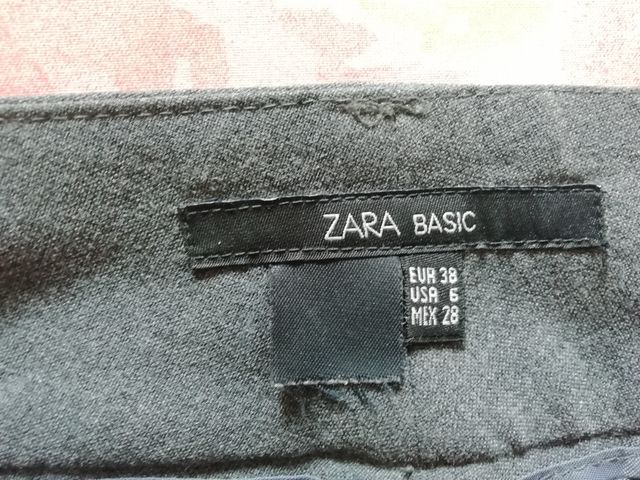 ZARA BASIC
EUR 38
USA 6
MEX 28